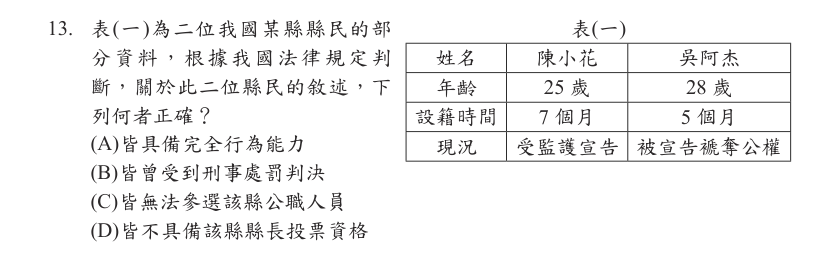 13. 表(一)為二位我國某縣縣民的部
分資料，根據我國法律規定判
斷，關於此二位縣民的敘述，下
列何者正確？
(A)皆具備完全行為能力
(B)皆曾受到刑事處罰判決
(C)皆無法參選該縣公職人員
(D)皆不具備該縣縣長投票資格
表(一)
姓名 陳小花 吳阿杰
年齡 25 歲 28 歲
設籍時間 7 個月 5 個月
現況 受監護宣告 被宣告褫奪公權